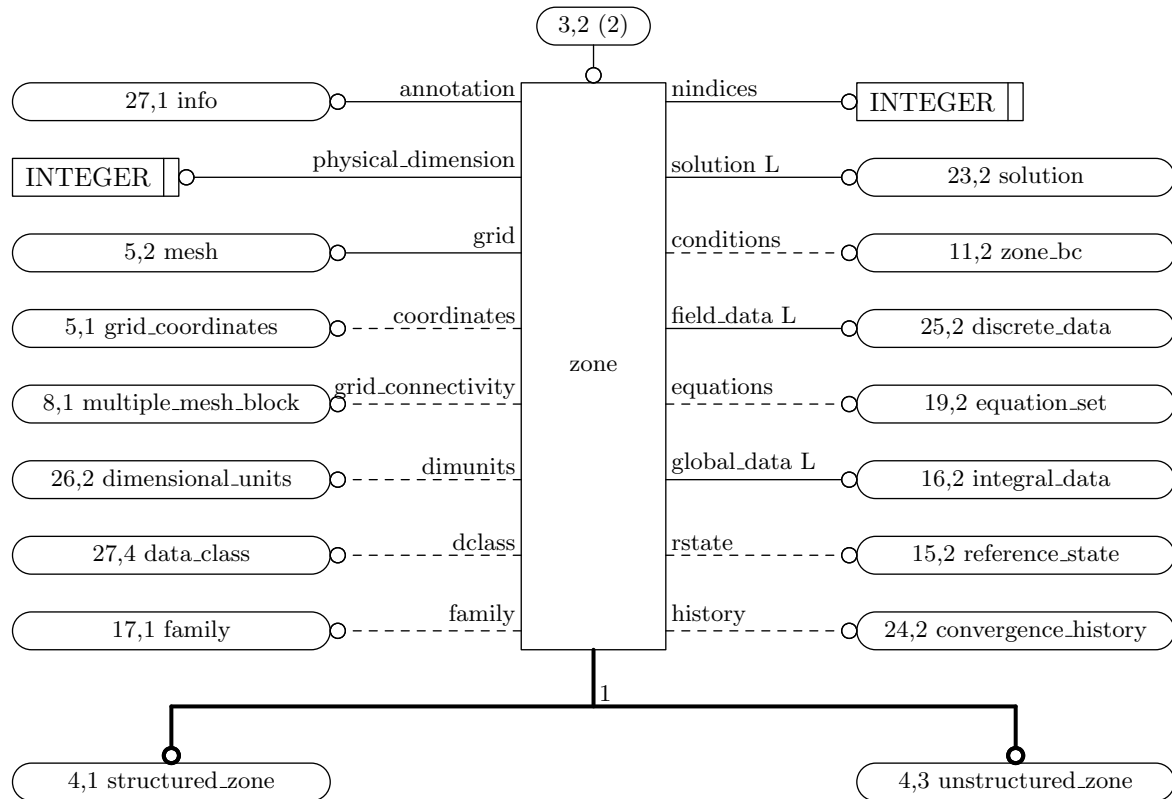 3,2 (2)
27,1 info
annotation
nindices
INTEGER
INTEGER
physical_dimension
solution L
23,2 solution
5,2 mesh
grid
conditions
11,2 zone_bc
5,1 grid_coordinates
coordinates
field_data L
25,2 discrete_data
zone
8,1 multiple_mesh_block
grid_connectivity
equations
19,2 equation_set
26,2 dimensional_units
dimunits
global_data L
16,2 integral_data
27,4 data_class
dclass
rstate
15,2 reference_state
17,1 family
family
history
24,2 convergence_history
1
4,1 structured_zone
4,3 unstructured_zone